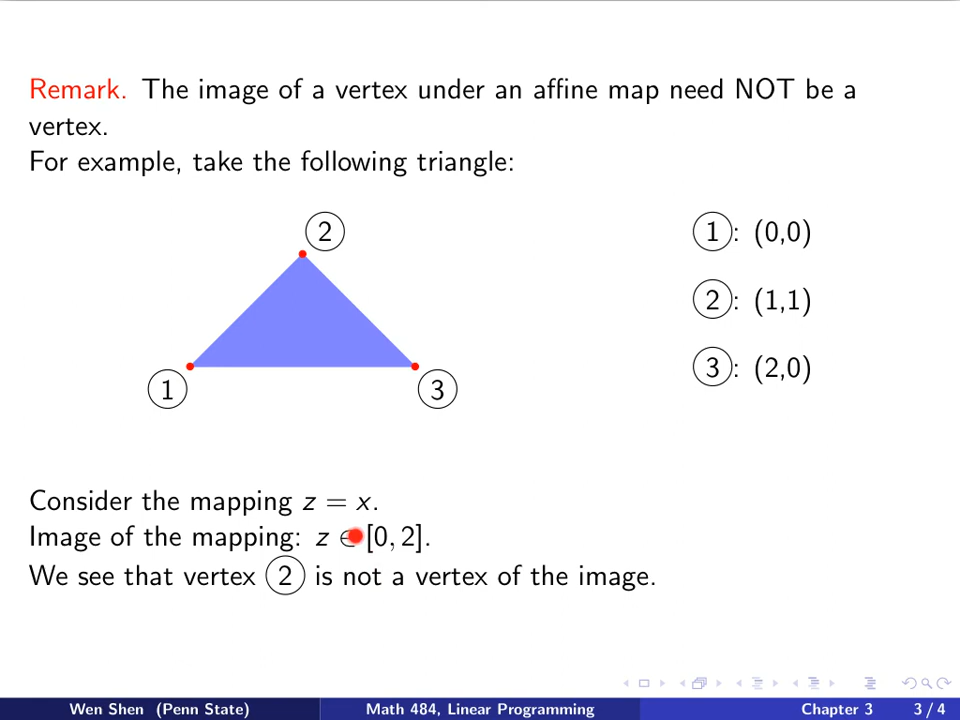 Remark. The image of a vertex under an affine map need NOT be a
vertex.
For example, take the following triangle:
2
1
3
1 : (0,0)
2 : (1,1)
3 : (2,0)
Consider the mapping z = x.
Image of the mapping: z ∈ [0, 2].
We see that vertex 2 is not a vertex of the image.
Wen Shen (Penn State) Math 484, Linear Programming Chapter 3 3 / 4